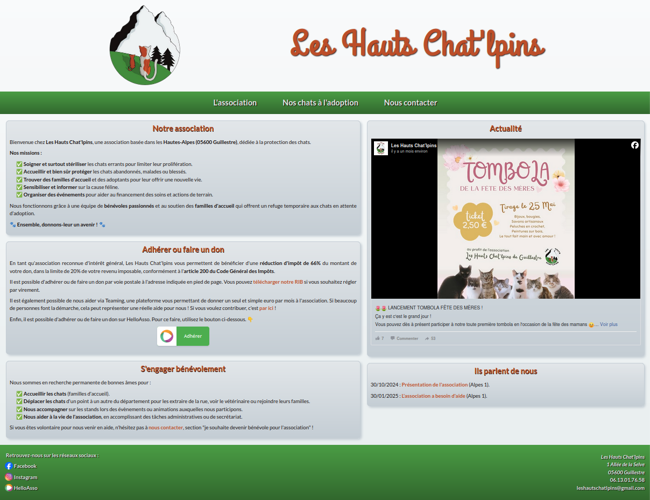 Les Hauts Chat'lpins
L'association
Nos chats à l'adoption
Nous contacter
Notre association
Bienvenue chez Les Hauts Chat'lpins, une association basée dans les Hautes-Alpes (05600 Guillestre), dédiée à la protection des chats.
Nos missions :
✅ Soigner et surtout stériliser les chats errants pour limiter leur prolifération.
✅ Accueillir et bien sûr protéger les chats abandonnés, malades ou blessés.
✅ Trouver des familles d'accueil et des adoptants pour leur offrir une nouvelle vie.
✅ Sensibiliser et informer sur la cause féline.
✅ Organiser des événements pour aider au financement des soins et actions de terrain.
Nous fonctionnons grâce à une équipe de bénévoles passionnés et au soutien des familles d'accueil qui offrent un refuge temporaire aux chats en attente
d'adoption.
🐾 Ensemble, donnons-leur un avenir ! 🐾
Adhérer ou faire un don
En tant qu'association reconnue d'intérêt général, Les Hauts Chat'lpins vous permettent de bénéficier d'une réduction d'impôt de 66% du montant de
votre don, dans la limite de 20% de votre revenu imposable, conformément à l'article 200 du Code Général des Impôts.
Il est possible d'adhérer ou de faire un don par voie postale à l'adresse indiquée en pied de page. Vous pouvez télécharger notre RIB si vous souhaitez régler
par virement.
Il est également possible de nous aider via Teaming, une plateforme vous permettant de donner un seul et simple euro par mois à l'association. Si beaucoup
de personnes font la démarche, cela peut représenter une réelle aide pour nous ! Si vous voulez contribuer, c'est par ici !
Enfin, il est possible d'adhérer ou de faire un don sur HelloAsso. Pour ce faire, utilisez le bouton ci-dessous. 👇
Adhérer
S'engager bénévolement
Nous sommes en recherche permanente de bonnes âmes pour :
✅ Accueillir les chats (familles d'accueil).
✅ Déplacer les chats d'un point à un autre du département pour les extraire de la rue, voir le vétérinaire ou rejoindre leurs familles.
✅ Nous accompagner sur les stands lors des événements ou animations auxquelles nous participons.
✅ Nous aider à la vie de l'association, en accomplissant des tâches administratives ou de secrétariat.
Si vous êtes volontaire pour nous venir en aide, n'hésitez pas à nous contacter, section "je souhaite devenir bénévole pour l'association" !
Actualité
Les Hauts Chat'lpins
il y a un mois environ
TOMBOLA
DE LA FÊTE DES MÈRES
Tirage le 25 Mai
ticket
2,50€
Bijoux, bougies,
Au profit de l'association
Les Hauts Chat'lpins de Guillestre
LANCEMENT TOMBOLA FÊTE DES MÈRES !
Ça y est c'est le grand jour !
Vous pouvez dès à présent participer à notre toute première tombola en l'occasion de la fête des mamans 😄 ... Voir plus
Commenter
Ils parlent de nous
30/10/2024 : Présentation de l'association (Alpes 1).
30/01/2025 : L'association a besoin d'aide (Alpes 1).
Retrouvez-nous sur les réseaux sociaux :
Facebook
Instagram
HelloAsso
Les Hauts Chat'lpins
1 Allée de la Selve
05600 Guillestre
06.13.01.76.58
leshautschatlpins@gmail.com